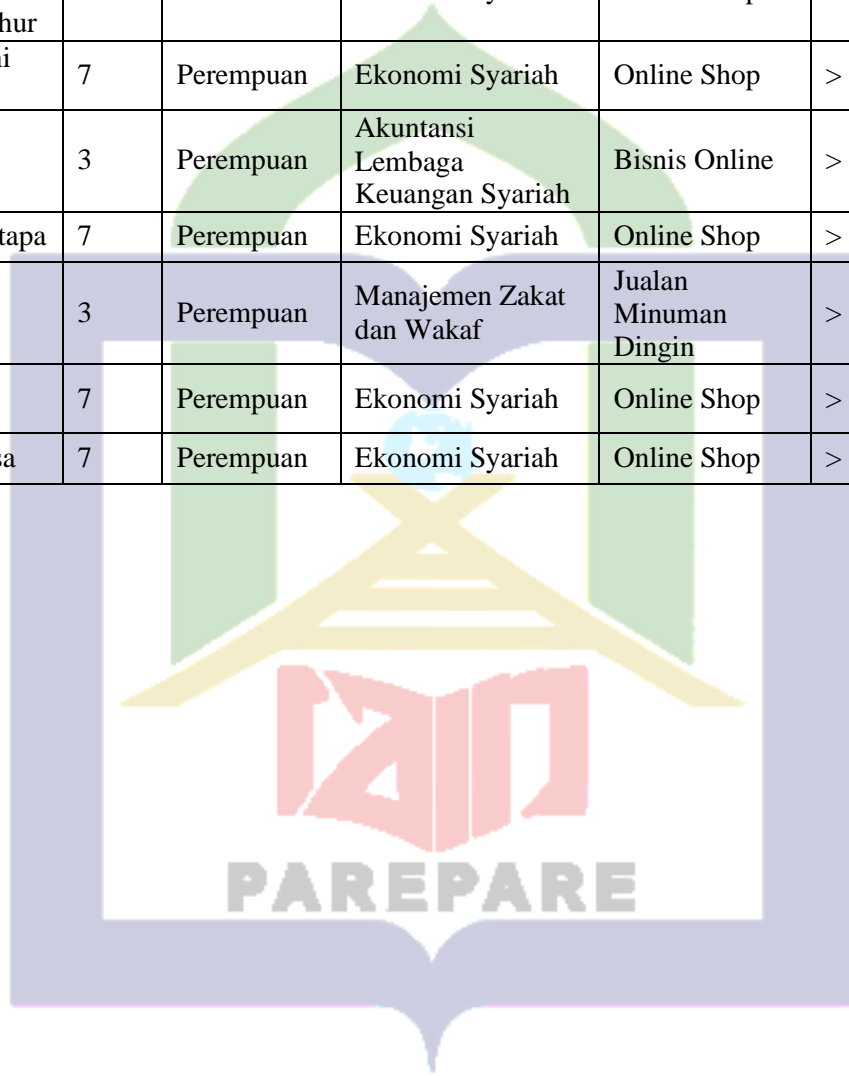 hur
ni
7 Perempuan Ekonomi Syariah Online Shop >
3 Perempuan Akuntansi
Lembaga
Keuangan Syariah Bisnis Online >
tapa 7 Perempuan Ekonomi Syariah Online Shop >
3 Perempuan Manajemen Zakat
dan Wakaf Jualan
Minuman
Dingin >
7 Perempuan Ekonomi Syariah Online Shop >
sa 7 Perempuan Ekonomi Syariah Online Shop >
iain
PAREPARE